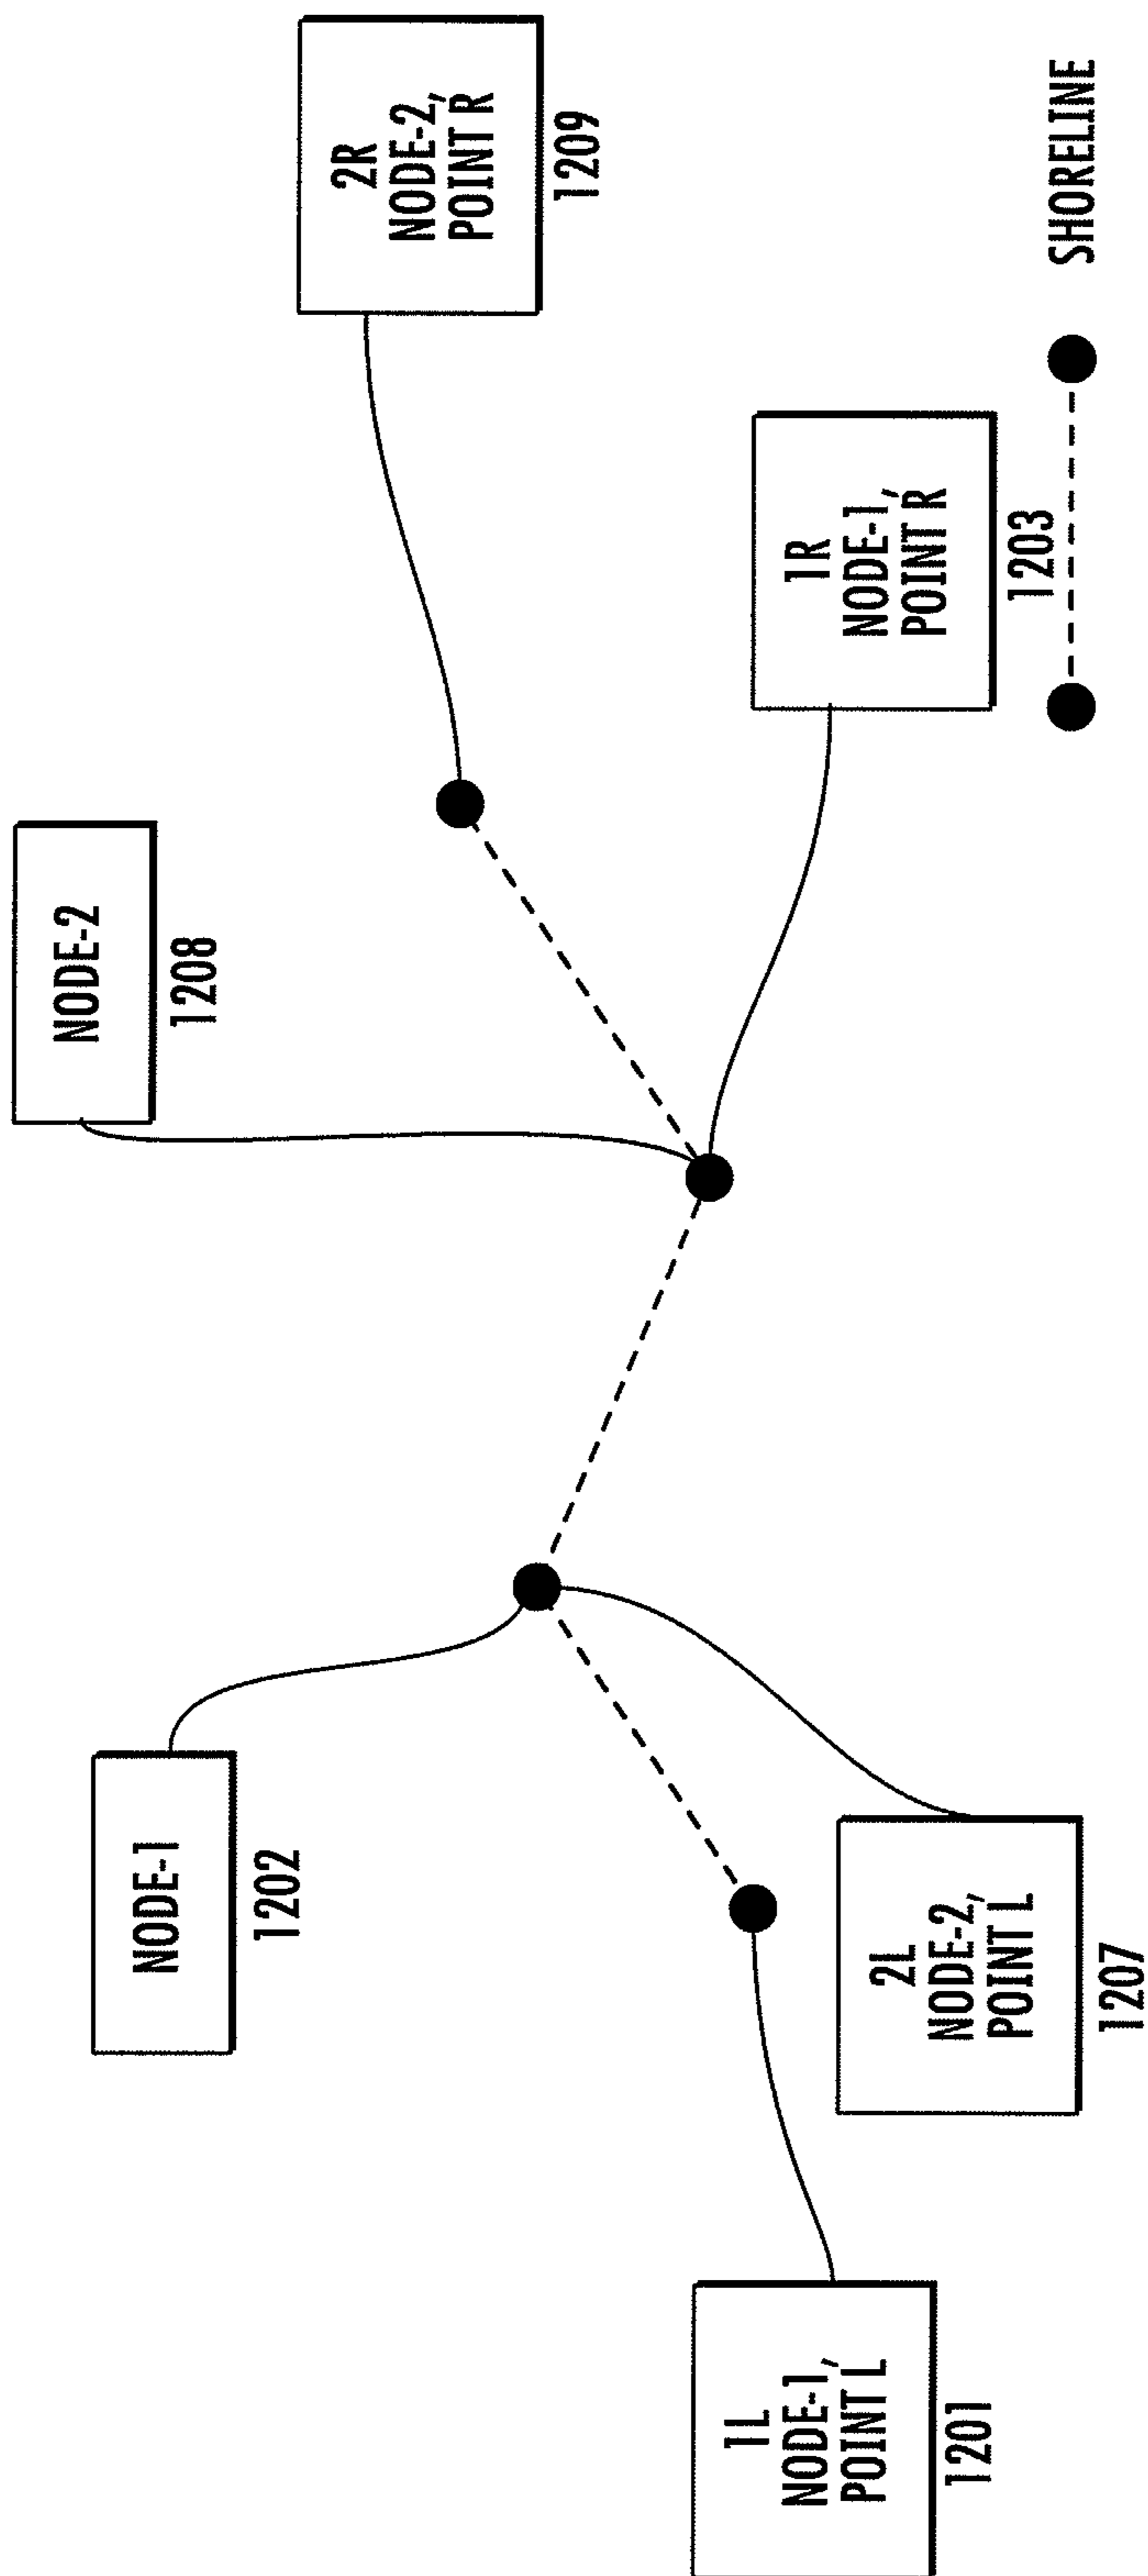 NODE-2
1208
NODE-1
1202
2R
NODE-2,
POINT R
1209
1L
NODE-1,
POINT L
1201
1R
NODE-1,
POINT R
1203
2L
NODE-2,
POINT L
1207
SHORELINE